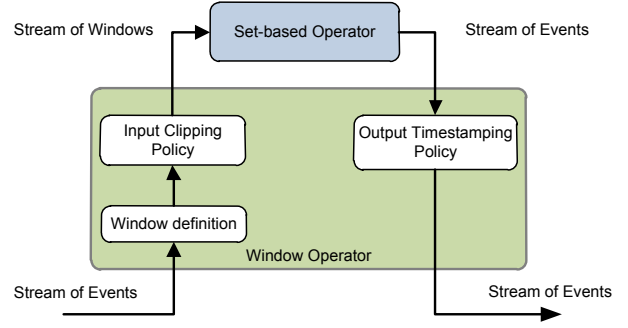 Stream of Windows
Set-based Operator
Stream of Events
Input Clipping
Policy
Output Timestamping
Policy
Window definition
Window Operator
Stream of Events
Stream of Events